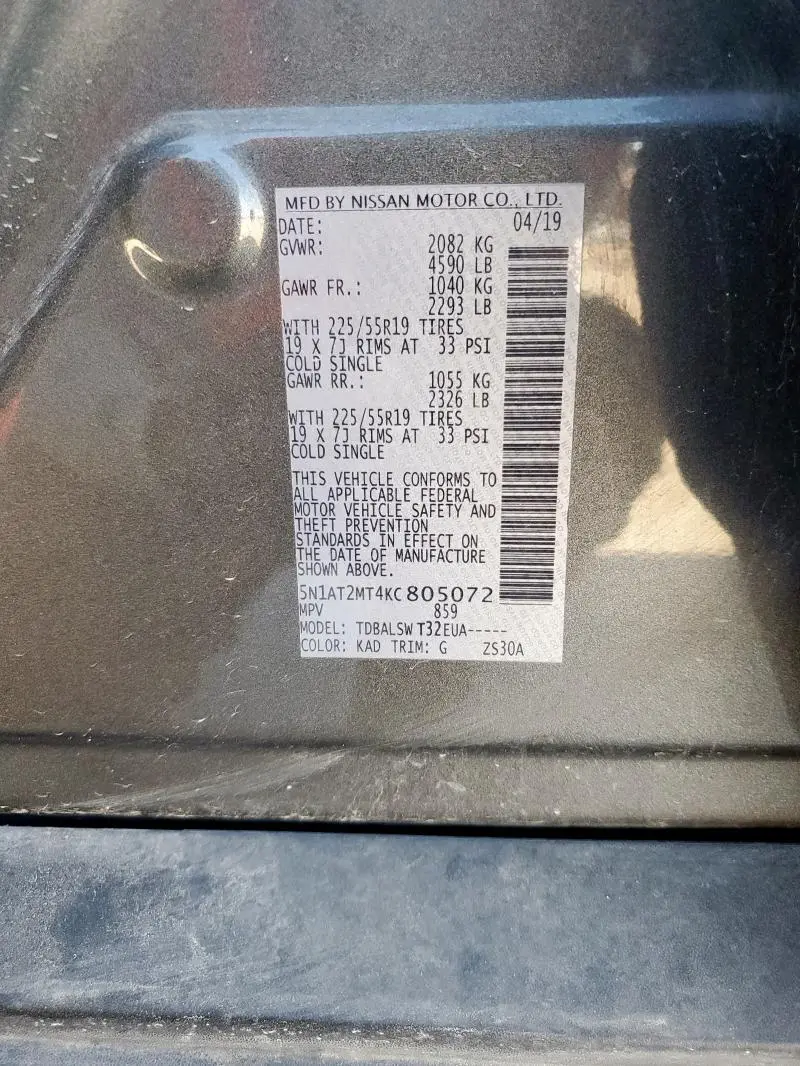 MFD BY NISSAN MOTOR CO., LTD.
DATE: 04/19
GVWR: 2082 KG
4590 LB
GAWR FR.: 1040 KG
2293 LB
WITH 225/55R19 TIRES
19 X 7J RIMS AT 33 PSI
COLD SINGLE
GAWR RR.: 1055 KG
2326 LB
WITH 225/55R19 TIRES
19 X 7J RIMS AT 33 PSI
COLD SINGLE
THIS VEHICLE CONFORMS TO
ALL APPLICABLE FEDERAL
MOTOR VEHICLE SAFETY AND
THEFT PREVENTION
STANDARDS IN EFFECT ON
THE DATE OF MANUFACTURE
SHOWN ABOVE.
5N1AT2MT4KC805072
MPV 859
MODEL: TDBALSW T32EUA-----
COLOR: KAD TRIM: G ZS30A